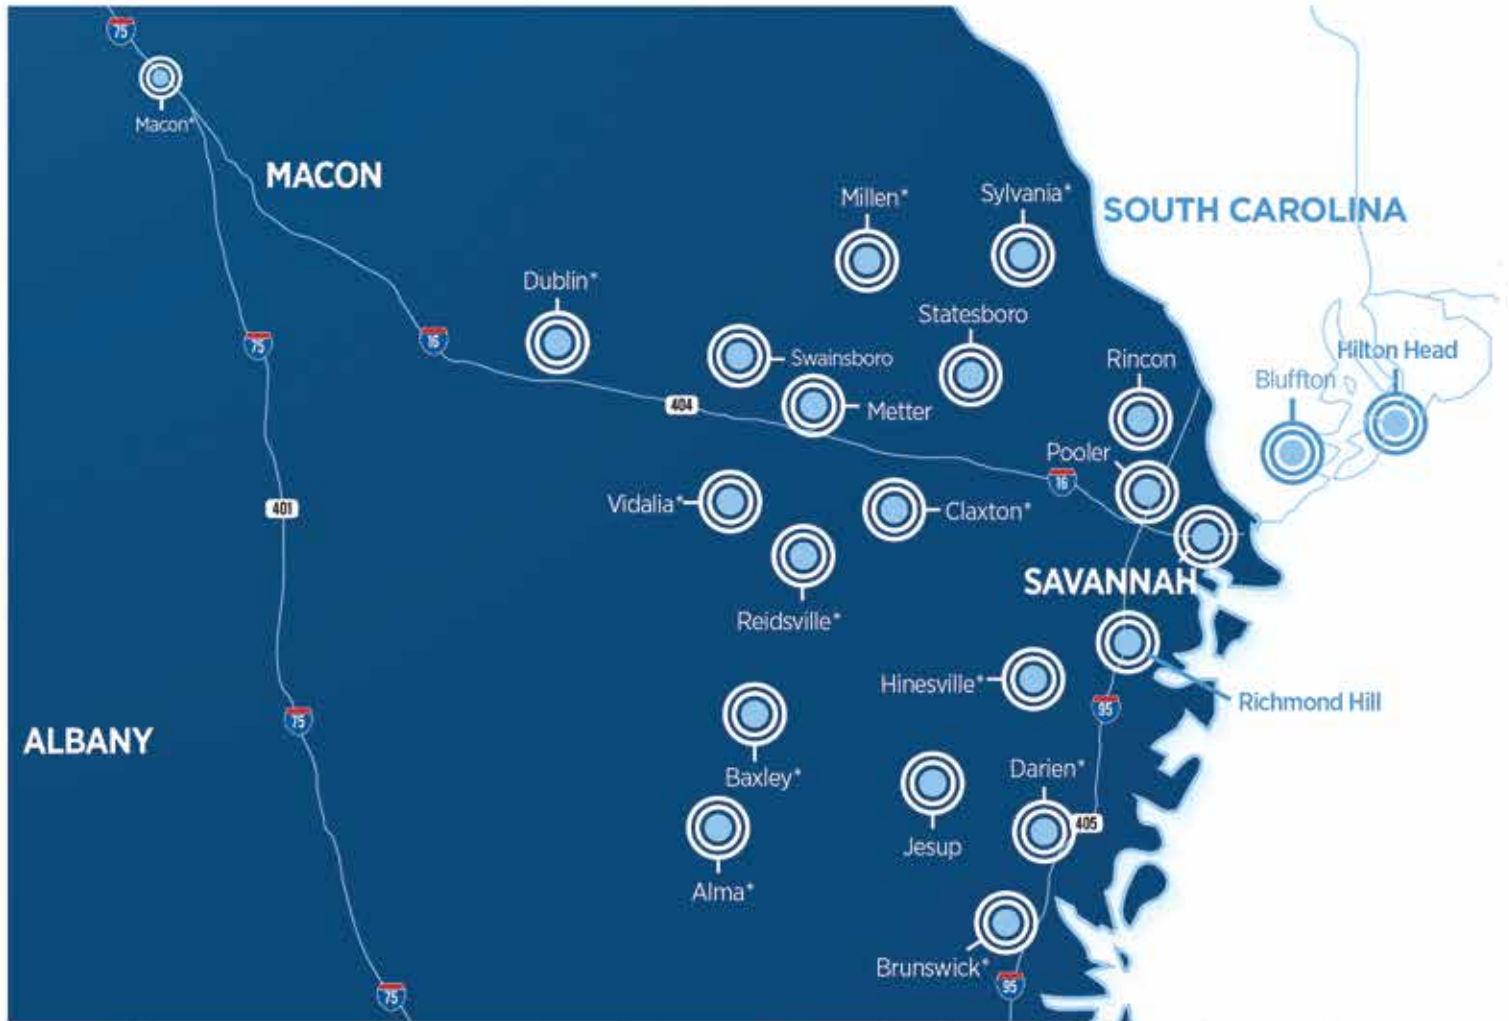 75
Macon*
MACON
Millen*
Sylvania*
SOUTH CAROLINA
Dublin*
Statesboro
75
16
Swainsboro
Rincon
Hilton Head
Bluffton
404
Metter
Pooler
16
Vidalia*
Claxton*
401
SAVANNAH
Reidsville*
Hinesville*
Richmond Hill
95
75
ALBANY
Baxley*
Darien*
405
Jesup
Alma*
Brunswick*
95
75